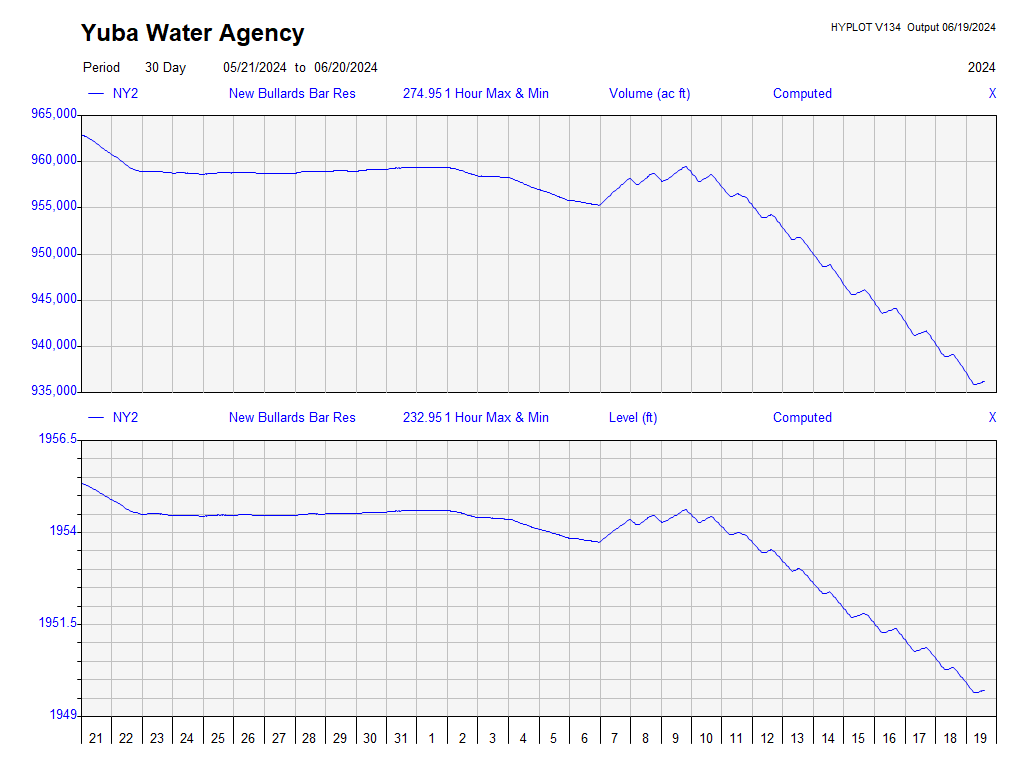 Yuba Water Agency
HYPLOT V134 Output 06/19/2024
Period 30 Day 05/21/2024 to 06/20/2024 2024
NY2 New Bullards Bar Res 274.95 1 Hour Max & Min Volume (ac ft) Computed X
965,000
960,000
955,000
950,000
945,000
940,000
935,000
NY2 New Bullards Bar Res 232.95 1 Hour Max & Min Level (ft) Computed X
1956.5
1954
1951.5
1949
21 22 23 24 25 26 27 28 29 30 31 1 2 3 4 5 6 7 8 9 10 11 12 13 14 15 16 17 18 19